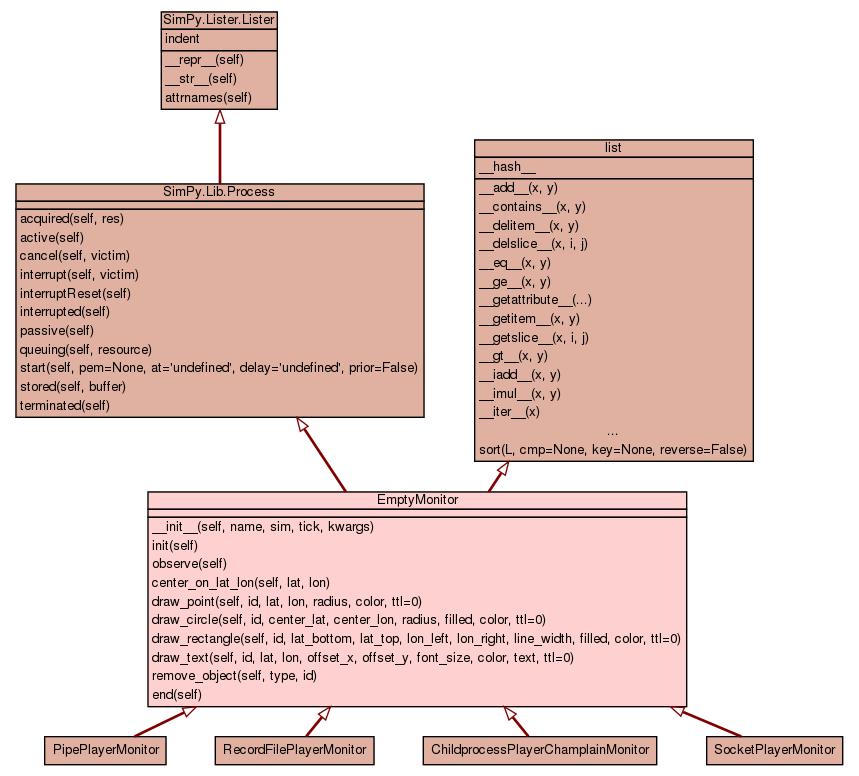 SimPy.Lister.Lister
indent
__repr__(self)
__str__(self)
attrnames(self)
SimPy.Lib.Process
acquired(self, res)
active(self)
cancel(self, victim)
interrupt(self, victim)
interruptReset(self)
interrupted(self)
passive(self)
queuing(self, resource)
start(self, pem=None, at='undefined', delay='undefined', prior=False)
stored(self, buffer)
terminated(self)
list
__hash__
__add__(x, y)
__contains__(x, y)
__delitem__(x, y)
__delslice__(x, i, j)
__eq__(x, y)
__ge__(x, y)
__getattribute__(...)
__getitem__(x, y)
__getslice__(x, i, j)
__gt__(x, y)
__iadd__(x, y)
__imul__(x, y)
__iter__(x)
...
sort(L, cmp=None, key=None, reverse=False)
EmptyMonitor
__init__(self, name, sim, tick, kwargs)
init(self)
observe(self)
center_on_lat_lon(self, lat, lon)
draw_point(self, id, lat, lon, radius, color, ttl=0)
draw_circle(self, id, center_lat, center_lon, radius, filled, color, ttl=0)
draw_rectangle(self, id, lat_bottom, lat_top, lon_left, lon_right, line_width, filled, color, ttl=0)
draw_text(self, id, lat, lon, offset_x, offset_y, font_size, color, text, ttl=0)
remove_object(self, type, id)
end(self)
PipePlayerMonitor
RecordFilePlayerMonitor
ChildprocessPlayerChamplainMonitor
SocketPlayerMonitor